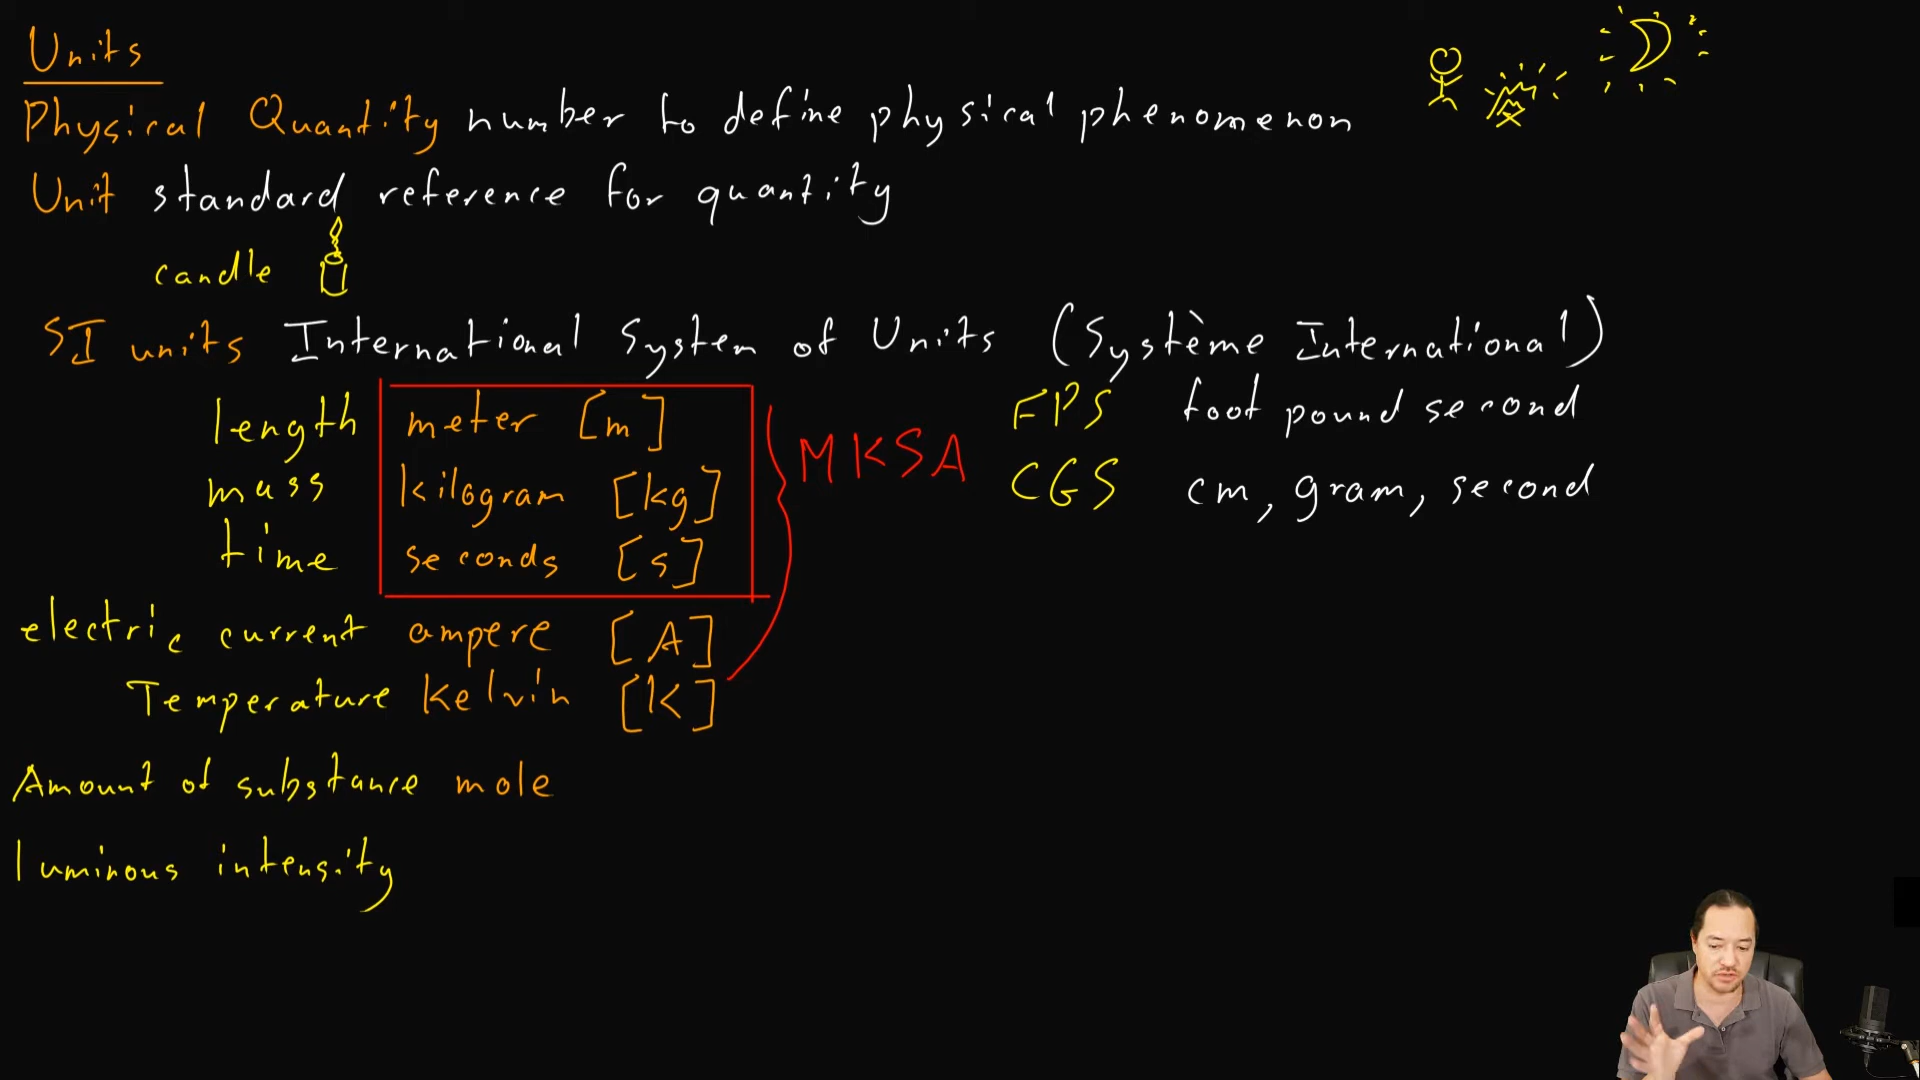 Units
Physical Quantity number to define physical phenomenon
Unit standard reference for quantity
candle
SI units International System of Units (Système International)
length meter [m]
mass kilogram [kg]
time seconds [s]
MKSA
FPS foot pound second
CGS cm, gram, second
electric current ampere [A]
Temperature Kelvin [K]
Amount of substance mole
luminous intensity